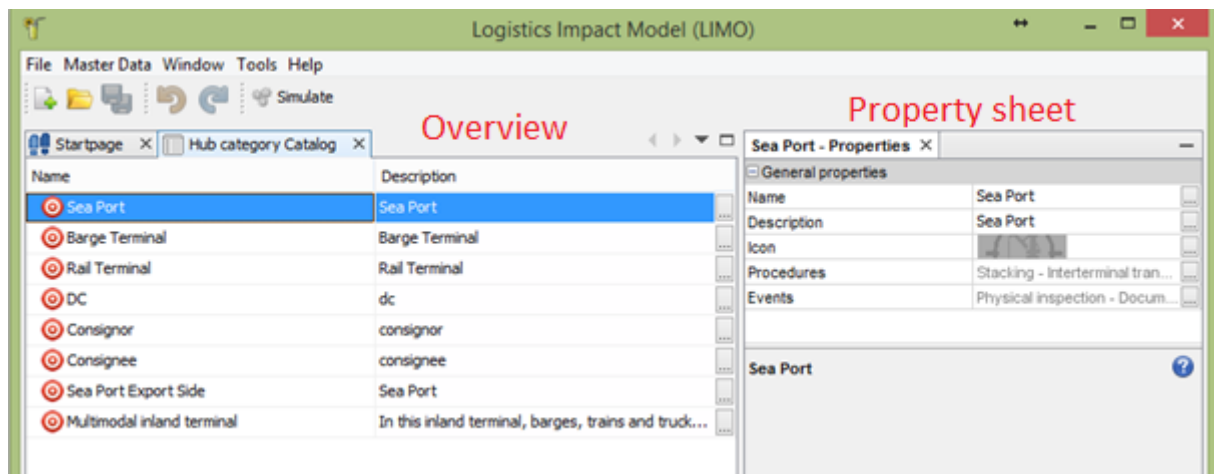 Logistics Impact Model (LIMO)
File Master Data Window Tools Help
Simulate
Overview
Property sheet
Startpage Hub category Catalog
Sea Port - Properties
Name Description
Sea Port Sea Port
Barge Terminal Barge Terminal
Rail Terminal Rail Terminal
DC dc
Consignor consignor
Consignee consignee
Sea Port Export Side Sea Port
Multimodal inland terminal In this inland terminal, barges, trains and truck...
General properties
Name Sea Port
Description Sea Port
Icon
Procedures Stacking - Interterminal tran...
Events Physical inspection - Docum...
Sea Port